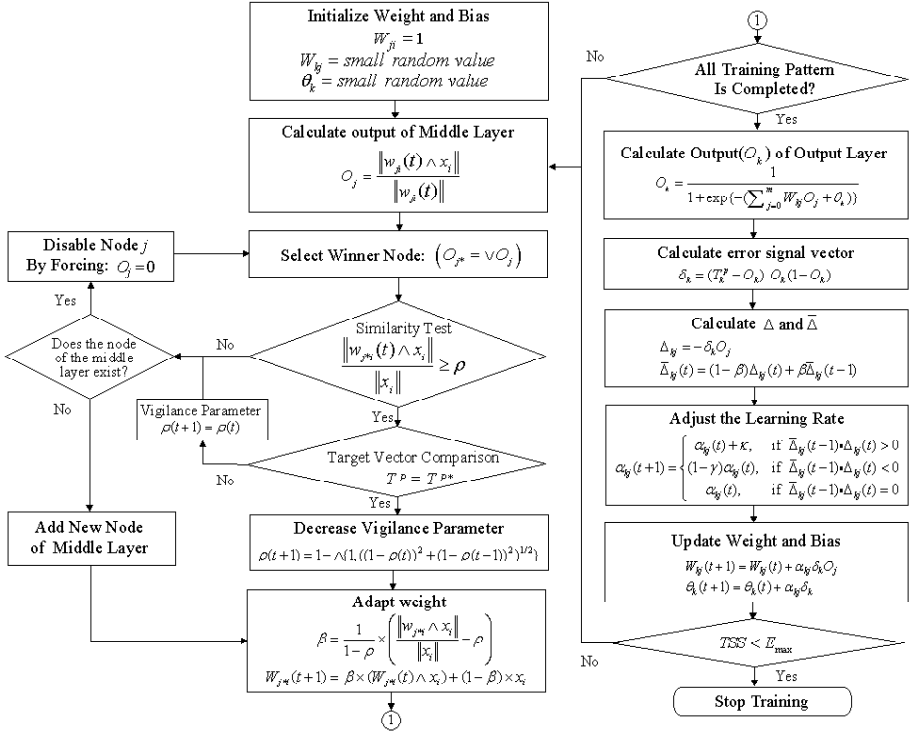 Initialize Weight and Bias
W_ji = 1
W_kj = small random value
θ_k = small random value
Calculate output of Middle Layer
O_j = ‖w_ji(t) ∧ x_i‖ / ‖w_ji(t)‖
Disable Node j
By Forcing: O_j = 0
Select Winner Node: (O_j* = ∨O_j)
Yes
Does the node
of the middle
layer exist?
No
No
Similarity Test
‖w_j*i(t) ∧ x_i‖ / ‖x_i‖ ≥ ρ
Yes
Vigilance Parameter
ρ(t+1) = ρ(t)
Target Vector Comparison
T^P = T^P*
No
Yes
Add New Node
of Middle Layer
Decrease Vigilance Parameter
ρ(t+1) = 1 − ∧{1, ((1−ρ(t))² + (1−ρ(t−1))²)^1/2}
Adapt weight
β = 1 / (1−ρ) × (‖w_j*i ∧ x_i‖ / ‖x_i‖ − ρ)
W_j*i(t+1) = β×(W_j*i(t) ∧ x_i) + (1−β)×x_i
1
1
No
All Training Pattern
Is Completed?
Yes
Calculate Output(O_k) of Output Layer
O_k = 1 / (1+exp{−(∑_{j=0}^{m} W_kj O_j + θ_k)})
Calculate error signal vector
δ_k = (T_k^p − O_k) O_k(1−O_k)
Calculate Δ and Δ̄
Δ_kj = −δ_k O_j
Δ̄_kj(t) = (1−β)Δ_kj(t) + βΔ̄_kj(t−1)
Adjust the Learning Rate
α_kj(t)+κ, if Δ̄_kj(t−1)▪Δ_kj(t) > 0
α_kj(t+1) = { (1−γ)α_kj(t), if Δ̄_kj(t−1)▪Δ_kj(t) < 0
α_kj(t), if Δ̄_kj(t−1)▪Δ_kj(t) = 0
Update Weight and Bias
W_kj(t+1) = W_kj(t) + α_kj δ_k O_j
θ_k(t+1) = θ_k(t) + α_kj δ_k
TSS < E_max
No
Yes
Stop Training